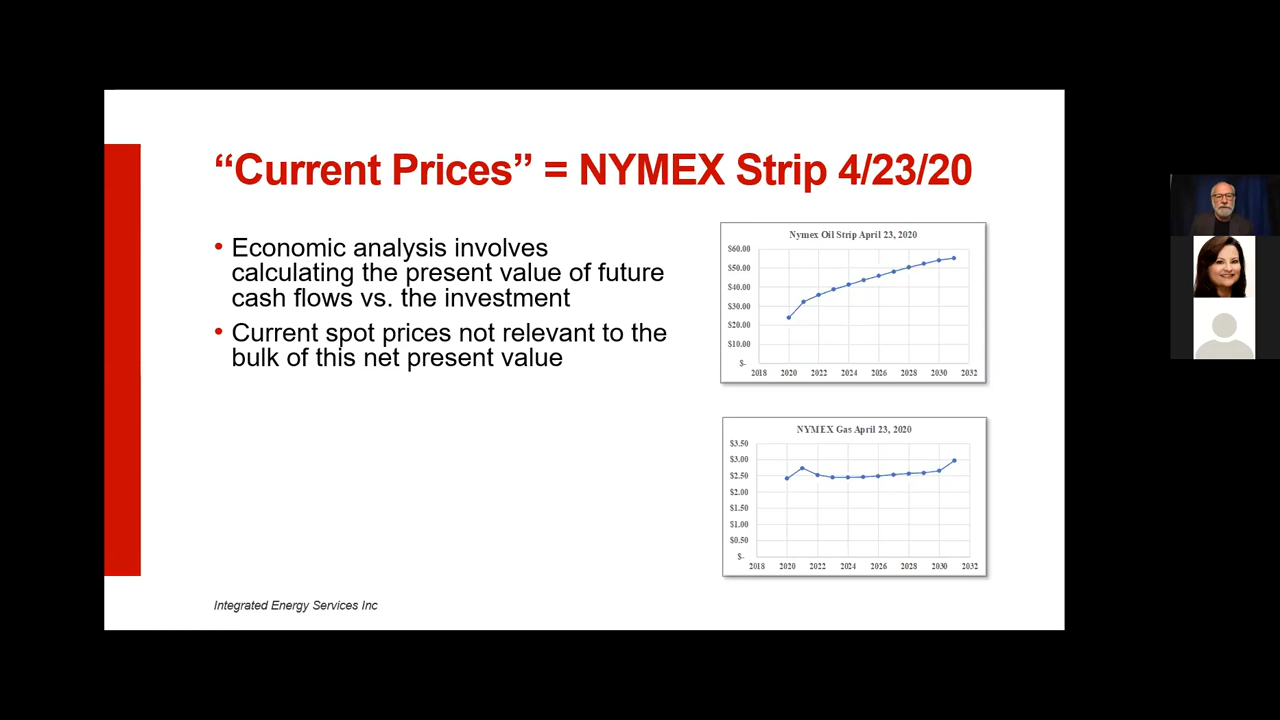 “Current Prices” = NYMEX Strip 4/23/20
• Economic analysis involves
calculating the present value of future
cash flows vs. the investment
• Current spot prices not relevant to the
bulk of this net present value
Nymex Oil Strip April 23, 2020
$60.00
$50.00
$40.00
$30.00
$20.00
$10.00
$-
2018 2020 2022 2024 2026 2028 2030 2032
NYMEX Gas April 23, 2020
$3.50
$3.00
$2.50
$2.00
$1.50
$1.00
$0.50
$-
2018 2020 2022 2024 2026 2028 2030 2032
Integrated Energy Services Inc